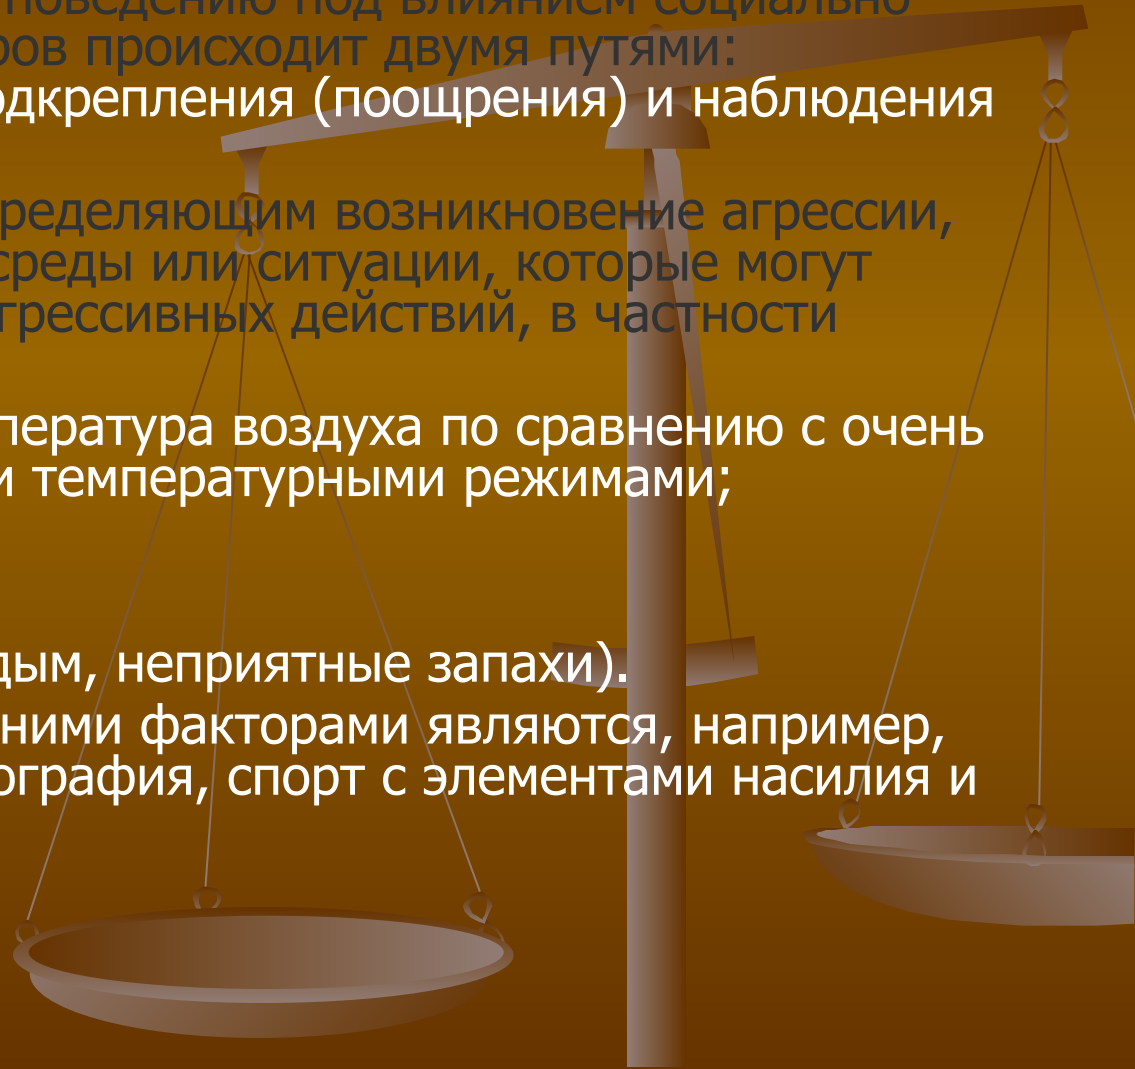 поведению под влиянием социально
ров происходит двумя путями:
одкрепления (поощрения) и наблюдения
ределяющим возникновение агрессии,
среды или ситуации, которые могут
грессивных действий, в частности
пература воздуха по сравнению с очень
и температурными режимами;
дым, неприятные запахи).
ними факторами являются, например,
ография, спорт с элементами насилия и